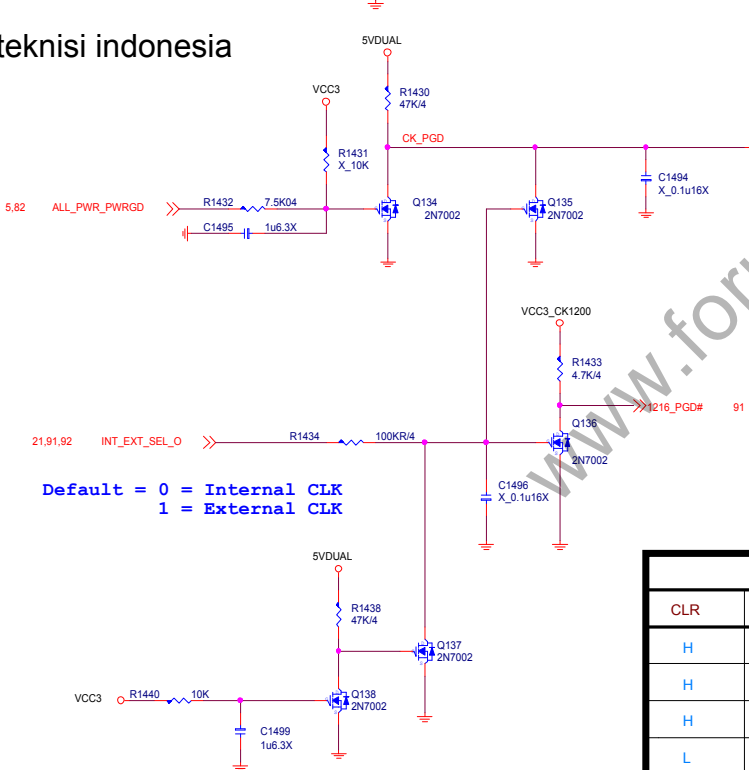 teknisi indonesia
5VDUAL
VCC3
R1430
47K/4
CK_PGD
R1431
X_10K
C1494
X_0.1u16X
5,82 ALL_PWR_PWRGD R1432 7.5K04
Q134
2N7002
Q135
2N7002
C1495 1u6.3X
VCC3_CK1200
R1433
4.7K/4
1216_PGD# 91
Q136
2N7002
21,91,92 INT_EXT_SEL_O R1434 100KR/4
C1496
X_0.1u16X
Default = 0 = Internal CLK
1 = External CLK
5VDUAL
R1438
47K/4
Q137
2N7002
VCC3 R1440 10K
Q138
2N7002
C1499
1u6.3X
CLR
H
H
H
L
www.for